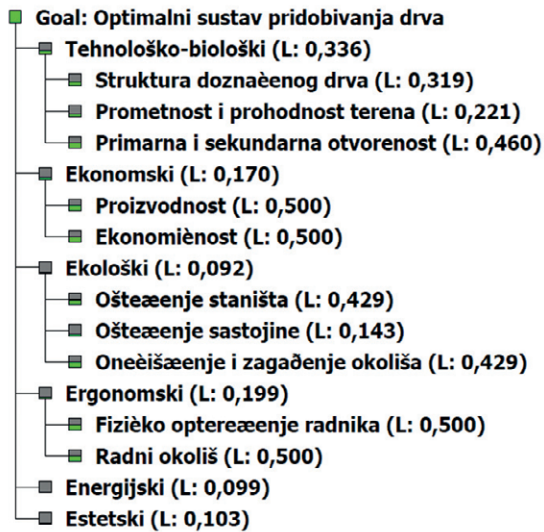 Goal: Optimalni sustav pridobivanja drva
Tehnološko-biološki (L: 0,336)
Struktura doznaèenog drva (L: 0,319)
Prometnost i prohodnost terena (L: 0,221)
Primarna i sekundarna otvorenost (L: 0,460)
Ekonomski (L: 0,170)
Proizvodnost (L: 0,500)
Ekonomiènost (L: 0,500)
Ekološki (L: 0,092)
Ošteæenje staništa (L: 0,429)
Ošteæenje sastojine (L: 0,143)
Oneèišæenje i zagaðenje okoliša (L: 0,429)
Ergonomski (L: 0,199)
Fizièko optereæenje radnika (L: 0,500)
Radni okoliš (L: 0,500)
Energijski (L: 0,099)
Estetski (L: 0,103)